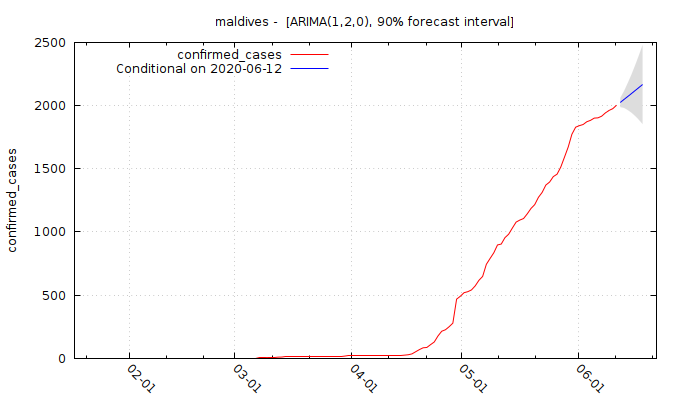 maldives -  [ARIMA(1,2,0), 90% forecast interval]
confirmed_cases
Conditional on 2020-06-12
2500
2000
1500
1000
500
0
confirmed_cases
02-01
03-01
04-01
05-01
06-01